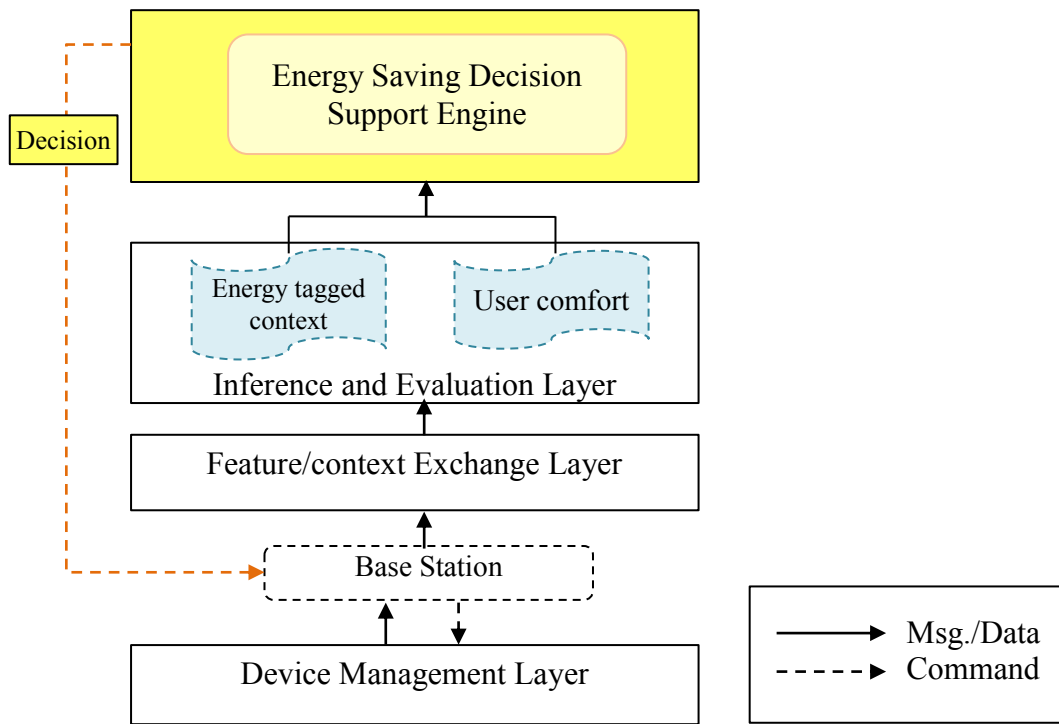 Energy Saving Decision
Support Engine
Decision
Energy tagged
context
User comfort
Inference and Evaluation Layer
Feature/context Exchange Layer
Base Station
Device Management Layer
Msg./Data
Command